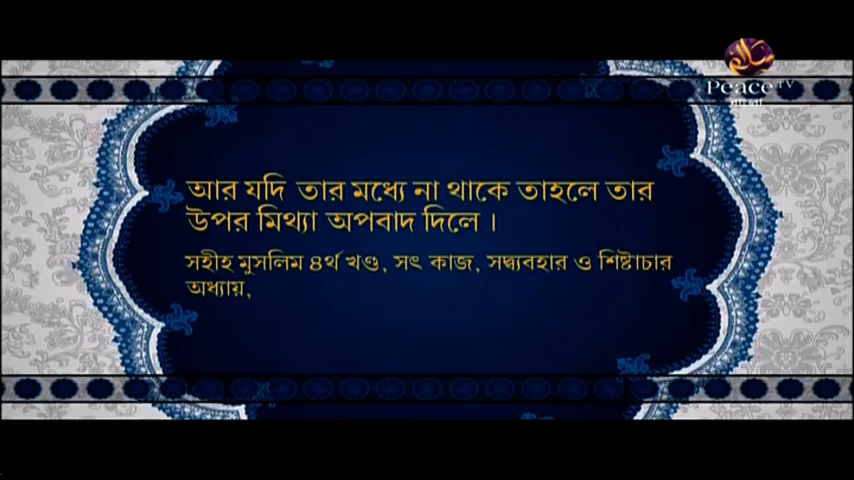 Peace TV
বাংলা
আর যদি তার মধ্যে না থাকে তাহলে তার
উপর মিথ্যা অপবাদ দিলে।
সহীহ মুসলিম ৪র্থ খণ্ড, সৎ কাজ, সদ্ব্যবহার ও শিষ্টাচার
অধ্যায়,